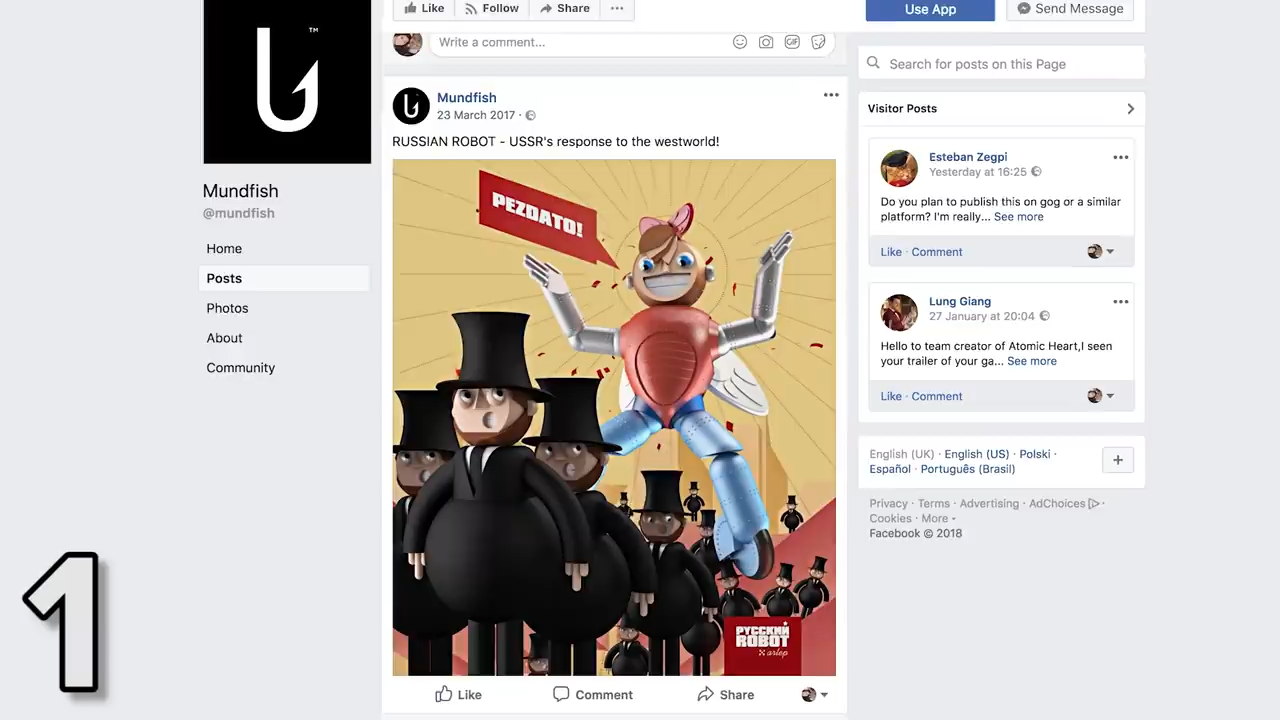 Like
Follow
Share
Use App
Send Message
TM
Write a comment...
GIF
Search for posts on this Page
Mundfish
23 March 2017 ·
RUSSIAN ROBOT - USSR's response to the westworld!
PEZDATO!
РУССКИЙ
ROBOT
arlep
Like
Comment
Share
Mundfish
@mundfish
Home
Posts
Photos
About
Community
Visitor Posts
Esteban Zegpi
Yesterday at 16:25
Do you plan to publish this on gog or a similar
platform? I'm really... See more
Like · Comment
Lung Giang
27 January at 20:04
Hello to team creator of Atomic Heart,I seen
your trailer of your ga... See more
Like · Comment
English (UK) · English (US) · Polski ·
Español · Português (Brasil)
Privacy · Terms · Advertising · AdChoices ·
Cookies · More
Facebook © 2018
1